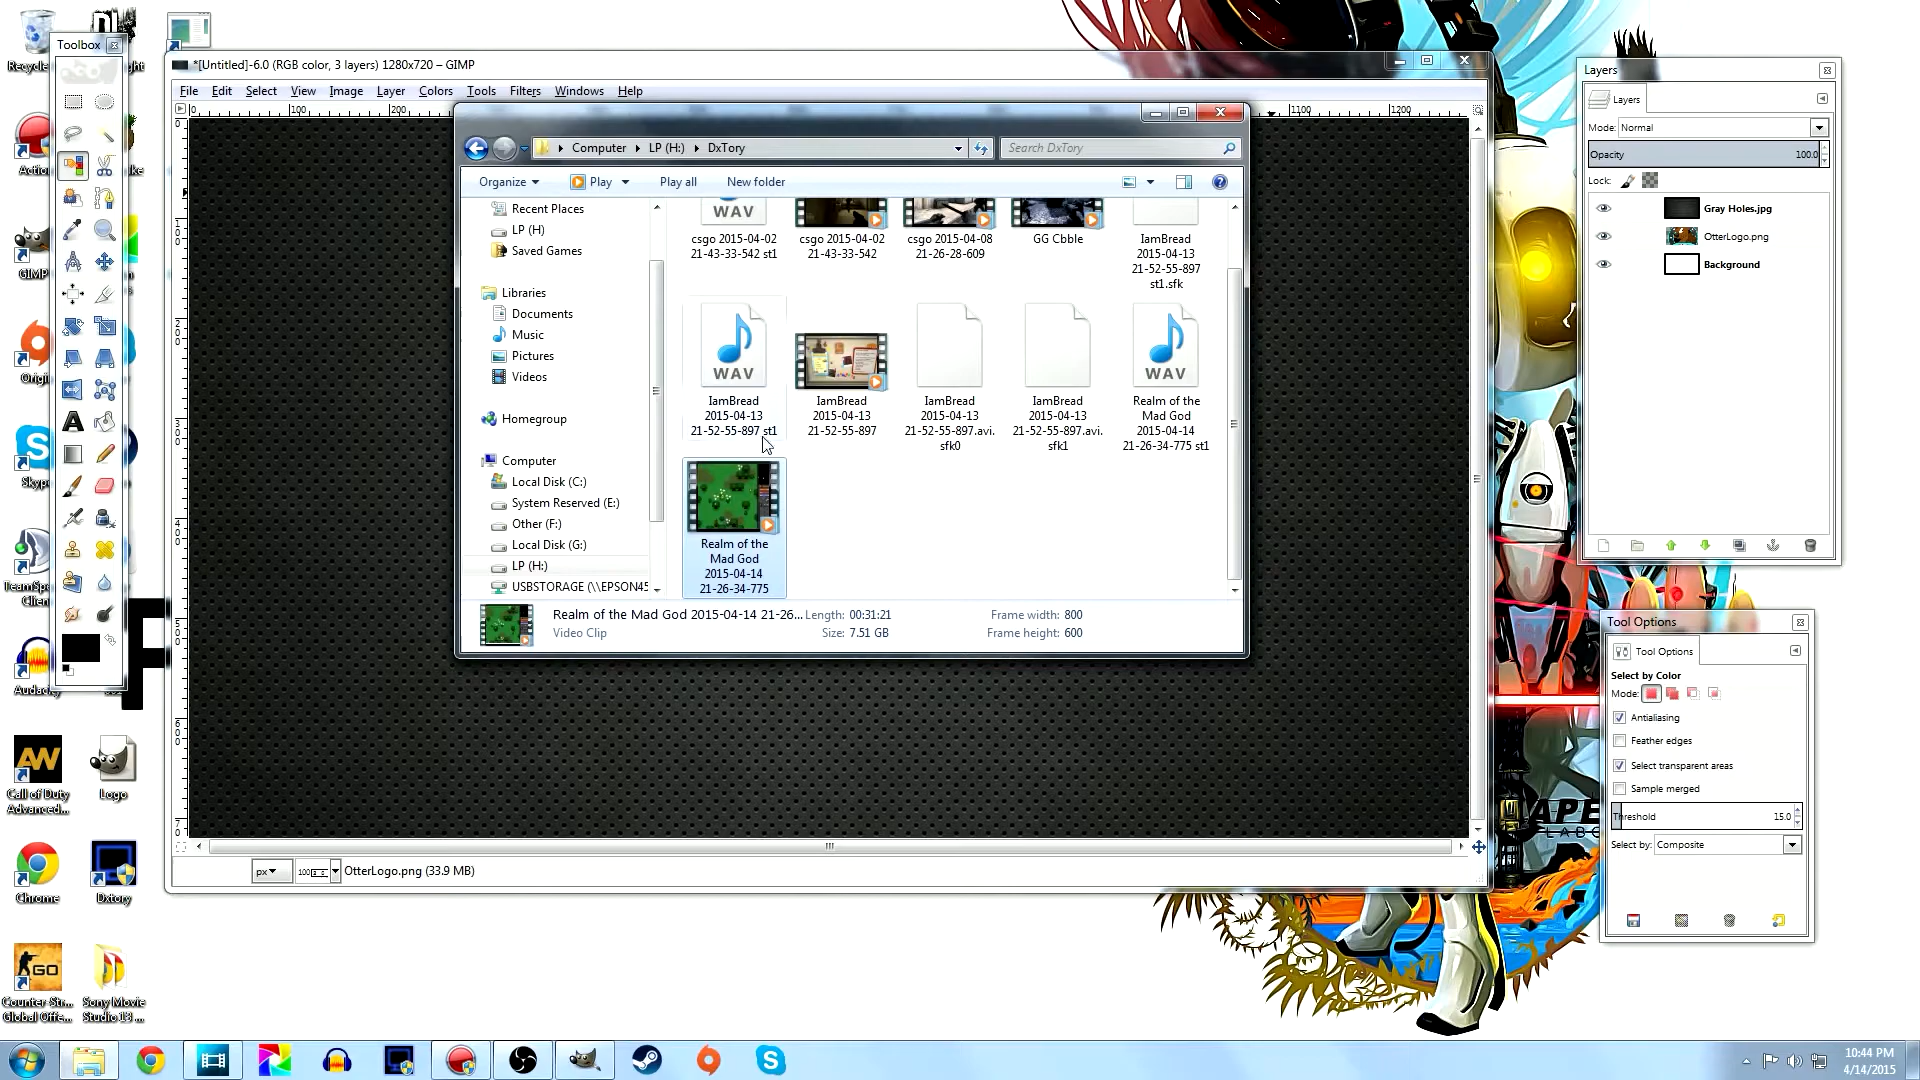 Recycle
Toolbox
*[Untitled]-6.0 (RGB color, 3 layers) 1280x720 – GIMP
File Edit Select View Image Layer Colors Tools Filters Windows Help
0 100 200 1100 1200
Computer LP (H:) DxTory
Search DxTory
Organize Play Play all New folder
Recent Places
LP (H)
Saved Games
Libraries
Documents
Music
Pictures
Videos
Homegroup
Computer
Local Disk (C:)
System Reserved (E:)
Other (F:)
Local Disk (G:)
LP (H:)
USBSTORAGE (\\EPSON45
WAV
csgo 2015-04-02
21-43-33-542 st1
csgo 2015-04-02
21-43-33-542
csgo 2015-04-08
21-26-28-609
GG Cbble
IamBread
2015-04-13
21-52-55-897
st1.sfk
WAV
IamBread
2015-04-13
21-52-55-897 st1
IamBread
2015-04-13
21-52-55-897
IamBread
2015-04-13
21-52-55-897.avi.
sfk0
IamBread
2015-04-13
21-52-55-897.avi.
sfk1
WAV
Realm of the
Mad God
2015-04-14
21-26-34-775 st1
Realm of the
Mad God
2015-04-14
21-26-34-775
Realm of the Mad God 2015-04-14 21-26... Length: 00:31:21 Frame width: 800
Video Clip Size: 7.51 GB Frame height: 600
px 100 OtterLogo.png (33.9 MB)
Layers
Layers
Mode: Normal
Opacity 100.0
Lock:
Gray Holes.jpg
OtterLogo.png
Background
Tool Options
Tool Options
Select by Color
Mode:
Antialiasing
Feather edges
Select transparent areas
Sample merged
Threshold 15.0
Select by: Composite
Actio
GIMP
Origi
Skype
TeamSpe
Clien
Audacity
AW
Call of Duty
Advanced...
Logo
Chrome
Dxtory
GO
Counter-Str...
Global Offe...
Sony Movie
Studio 13 ...
10:44 PM
4/14/2015